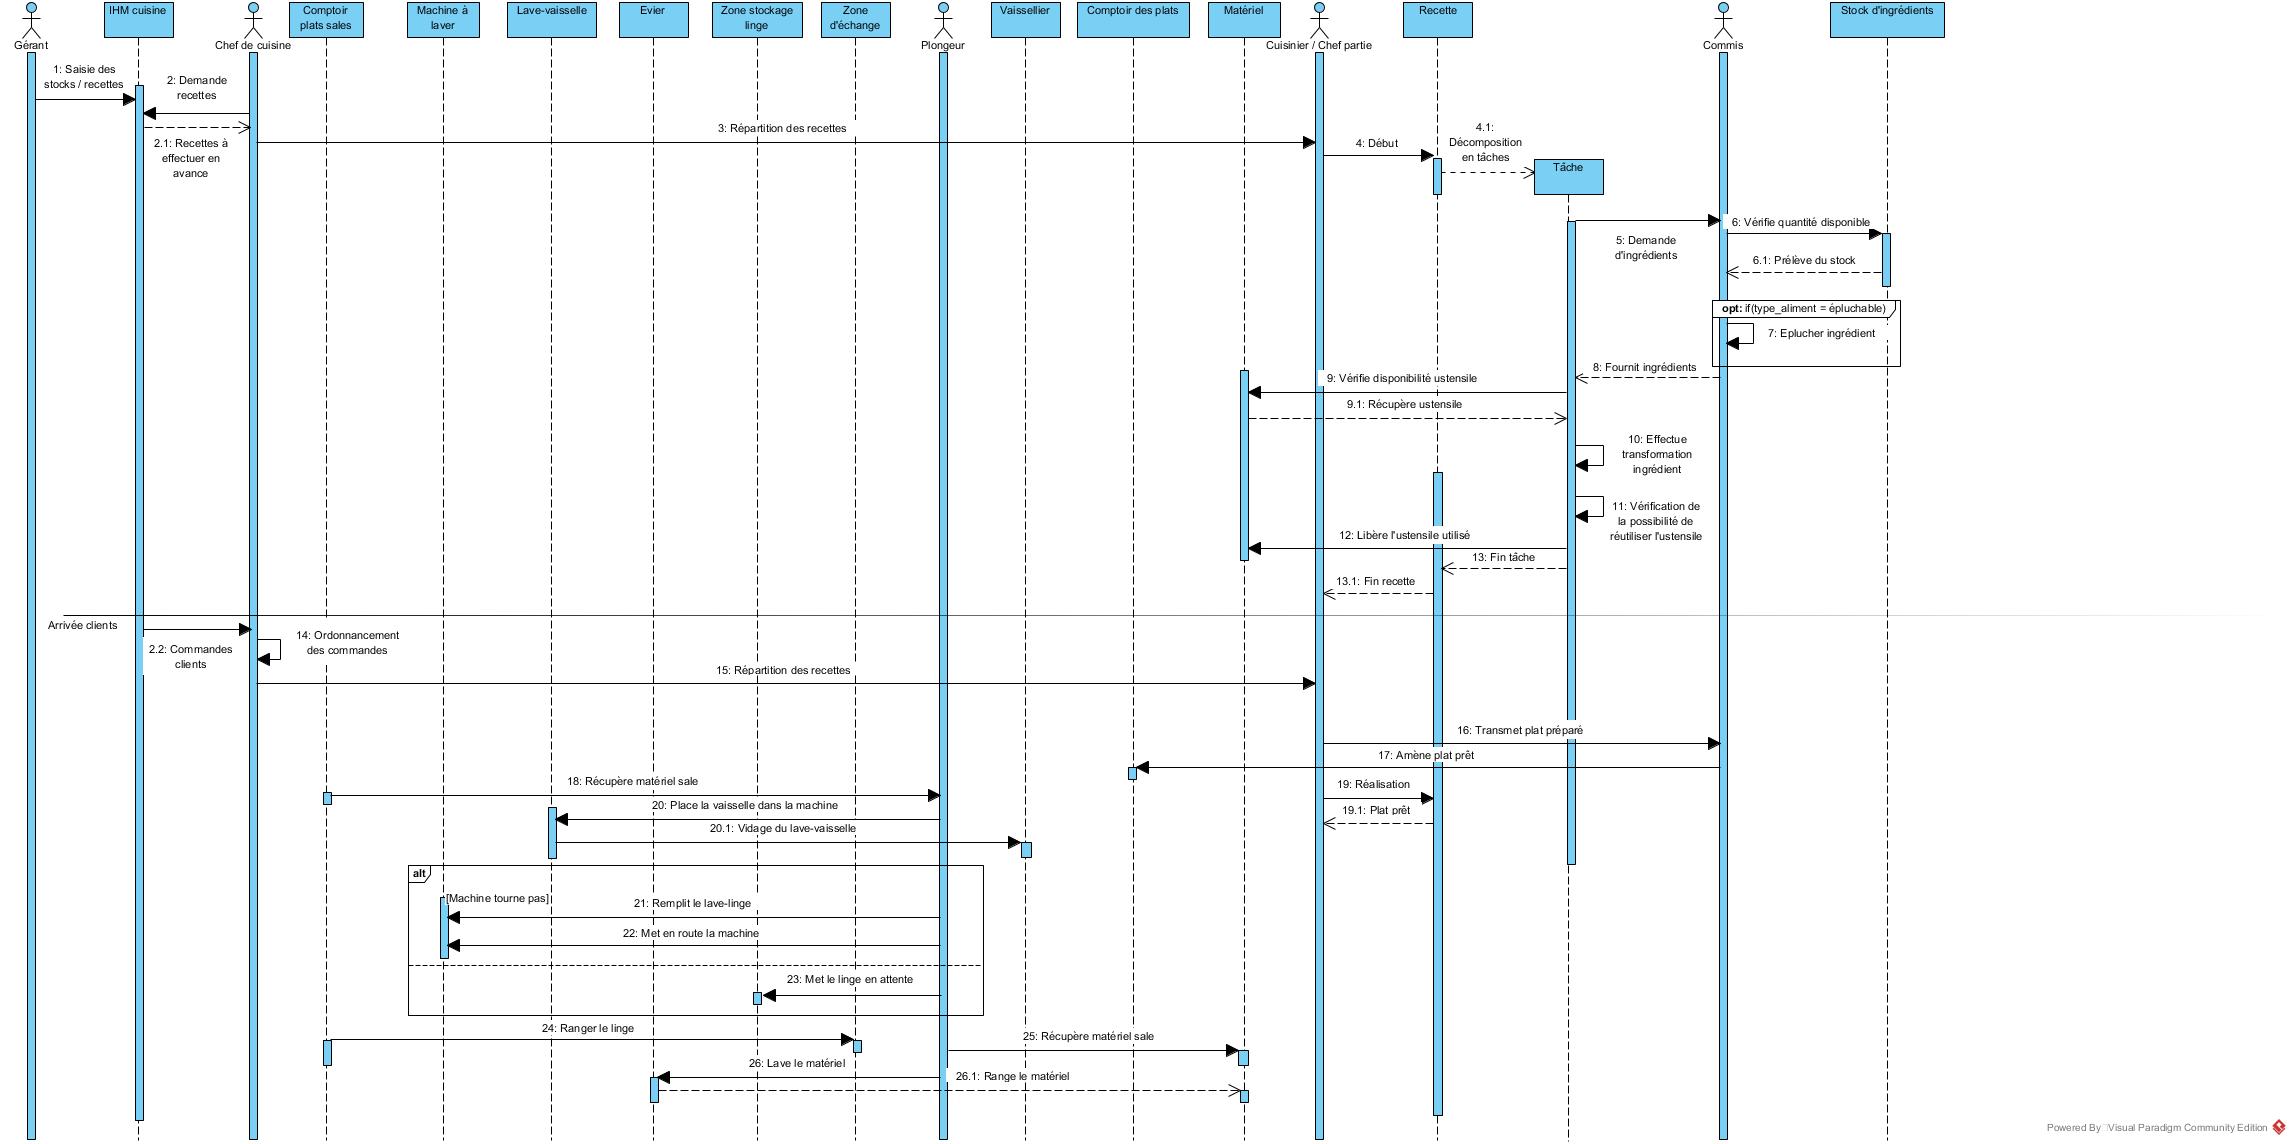 IHM cuisine
Comptoir
plats sales
Machine à
laver
Lave-vaisselle
Evier
Zone stockage
linge
Zone
d'échange
Vaissellier
Comptoir des plats
Matériel
Recette
Stock d'ingrédients
Gérant
Chef de cuisine
Plongeur
Cuisinier / Chef partie
Commis
1: Saisie des
stocks / recettes
2: Demande
recettes
2.1: Recettes à
effectuer en
avance
3: Répartition des recettes
4: Début
4.1:
Décomposition
en tâches
Tâche
5: Demande
d'ingrédients
6: Vérifie quantité disponible
6.1: Prélève du stock
opt: if(type_aliment = épluchable)
7: Eplucher ingrédient
8: Fournit ingrédients
9: Vérifie disponibilité ustensile
9.1: Récupère ustensile
10: Effectue
transformation
ingrédient
11: Vérification de
la possibilité de
réutiliser l'ustensile
12: Libère l'ustensile utilisé
13: Fin tâche
13.1: Fin recette
Arrivée clients
2.2: Commandes
clients
14: Ordonnancement
des commandes
15: Répartition des recettes
16: Transmet plat préparé
17: Amène plat prêt
18: Récupère matériel sale
19: Réalisation
20: Place la vaisselle dans la machine
19.1: Plat prêt
20.1: Vidage du lave-vaisselle
alt
[Machine tourne pas]
21: Remplit le lave-linge
22: Met en route la machine
23: Met le linge en attente
24: Ranger le linge
25: Récupère matériel sale
26: Lave le matériel
26.1: Range le matériel
Powered By Visual Paradigm Community Edition